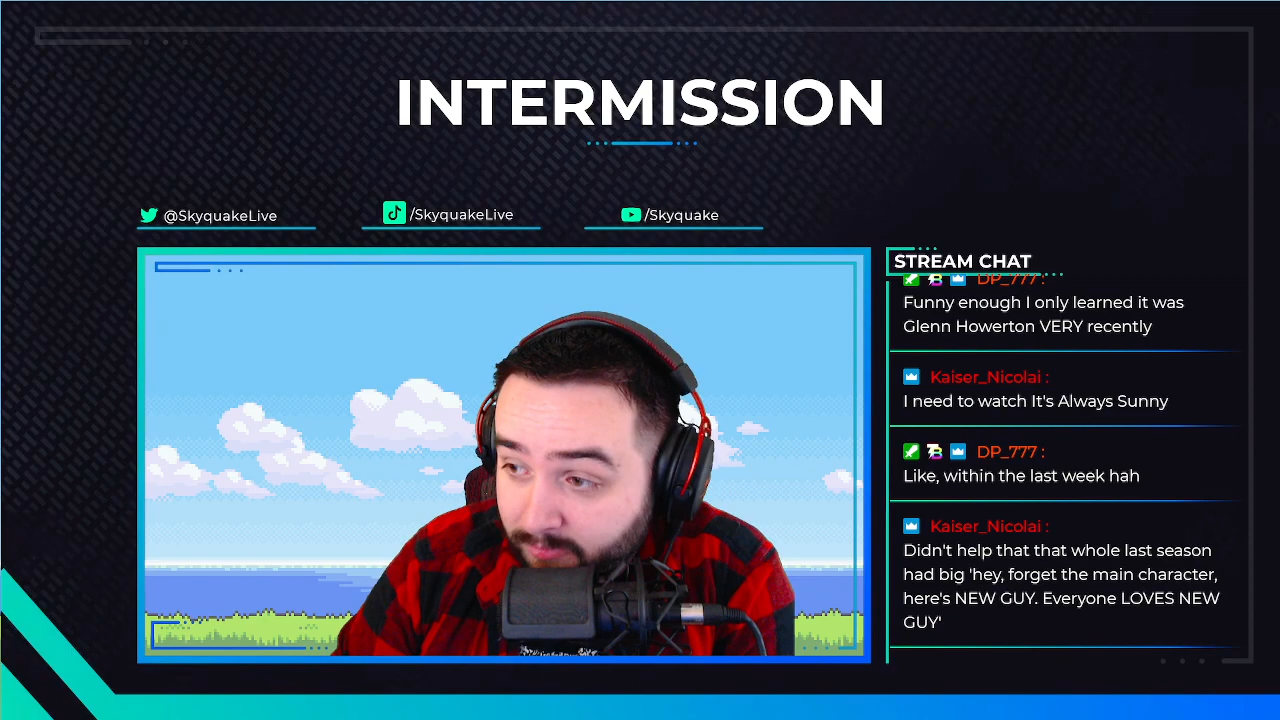 INTERMISSION
@SkyquakeLive
/SkyquakeLive
/Skyquake
STREAM CHAT
DP_777 :
Funny enough I only learned it was
Glenn Howerton VERY recently
Kaiser_Nicolai :
I need to watch It's Always Sunny
DP_777 :
Like, within the last week hah
Kaiser_Nicolai :
Didn't help that that whole last season
had big 'hey, forget the main character,
here's NEW GUY. Everyone LOVES NEW
GUY'